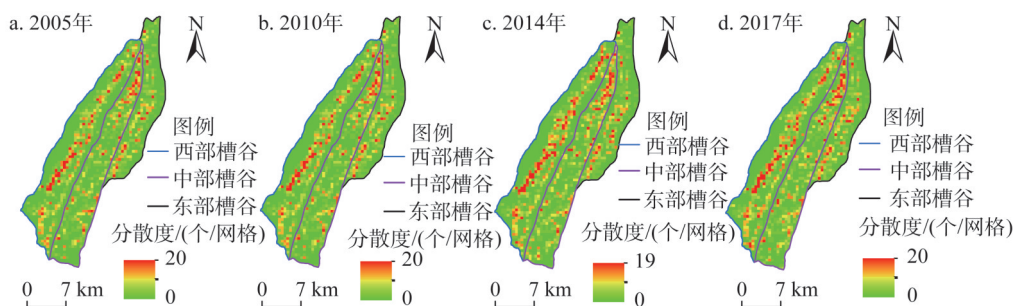 a. 2005年
N
图例
西部槽谷
中部槽谷
东部槽谷
分散度/(个/网格)
20
0
0 7 km
b. 2010年
N
图例
西部槽谷
中部槽谷
东部槽谷
分散度/(个/网格)
20
0
0 7 km
c. 2014年
N
图例
西部槽谷
中部槽谷
东部槽谷
分散度/(个/网格)
19
0
0 7 km
d. 2017年
N
图例
西部槽谷
中部槽谷
东部槽谷
分散度/(个/网格)
20
0
0 7 km